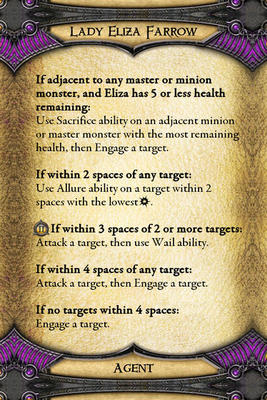 LADY ELIZA FARROW
If adjacent to any master or minion
monster, and Eliza has 5 or less health
remaining:
Use Sacrifice ability on an adjacent minion
or master monster with the most remaining
health, then Engage a target.
If within 2 spaces of any target:
Use Allure ability on a target within 2
spaces with the lowest .
If within 3 spaces of 2 or more targets:
Attack a target, then use Wail ability.
If within 4 spaces of any target:
Attack a target, then Engage a target.
If no targets within 4 spaces:
Engage a target.
AGENT